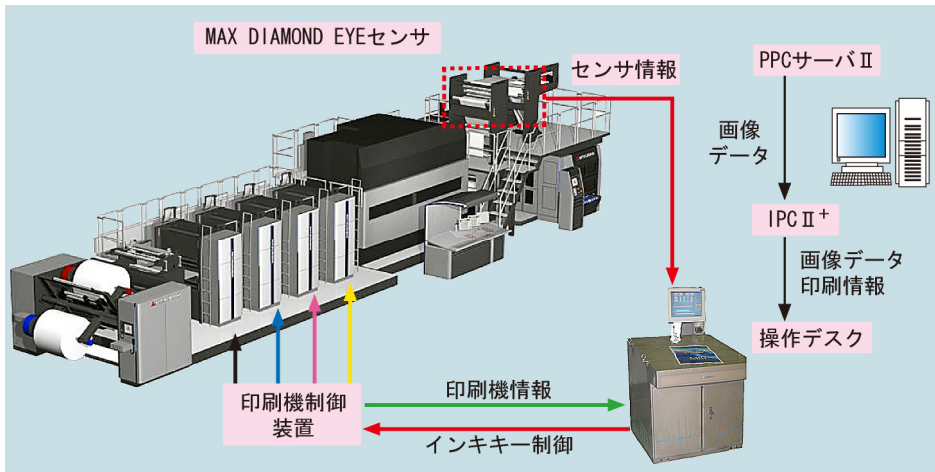 MAX DIAMOND EYEセンサ
センサ情報
PPCサーバⅡ
画像
データ
IPCⅡ+
画像データ
印刷情報
操作デスク
印刷機制御
装置
印刷機情報
インキキー制御